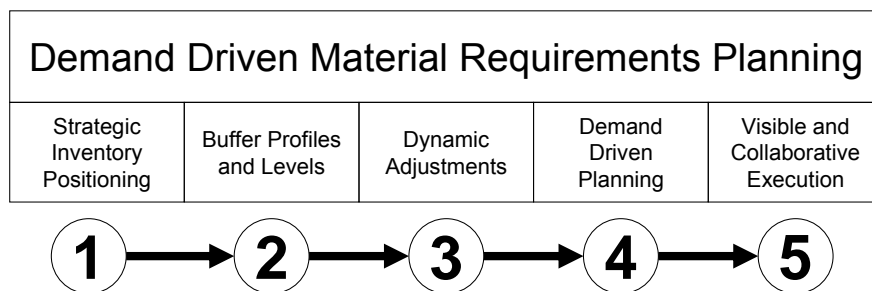 Demand Driven Material Requirements Planning
Strategic
Inventory
Positioning
Buffer Profiles
and Levels
Dynamic
Adjustments
Demand
Driven
Planning
Visible and
Collaborative
Execution
1
2
3
4
5